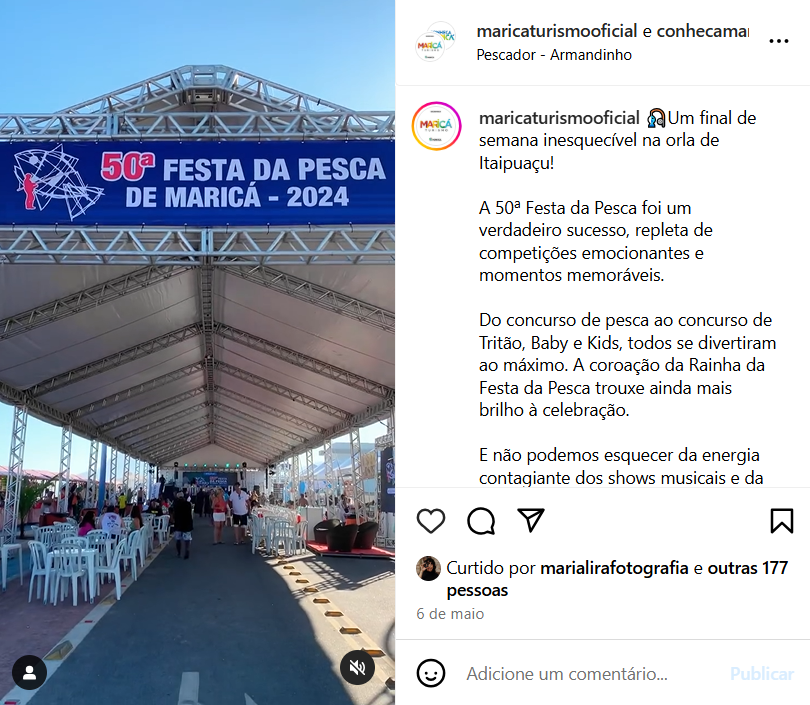 50ª FESTA DA PESCA
DE MARICÁ - 2024
maricaturismooficial e conhecamar
Pescador - Armandinho
MARICÁ
maricaturismooficial Um final de
semana inesquecível na orla de
Itaipuaçu!
A 50ª Festa da Pesca foi um
verdadeiro sucesso, repleta de
competições emocionantes e
momentos memoráveis.
Do concurso de pesca ao concurso de
Tritão, Baby e Kids, todos se divertiram
ao máximo. A coroação da Rainha da
Festa da Pesca trouxe ainda mais
brilho à celebração.
E não podemos esquecer da energia
contagiante dos shows musicais e da
Curtido por marialirafotografia e outras 177
pessoas
6 de maio
Adicione um comentário... Publicar